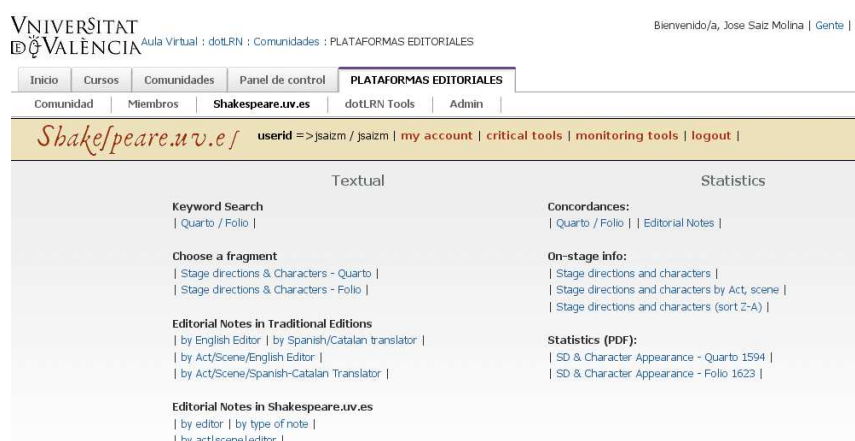 VNIVERSITAT
D VALÈNCIA
Bienvenido/a, Jose Saiz Molina | Gente |
Aula Virtual : dotLRN : Comunidades : PLATAFORMAS EDITORIALES
Inicio Cursos Comunidades Panel de control PLATAFORMAS EDITORIALES
Comunidad Miembros Shakespeare.uv.es dotLRN Tools Admin
Shakeſpeare.uv.eſ userid =>jsaizm / jsaizm | my account | critical tools | monitoring tools | logout |
Textual
Keyword Search
| Quarto / Folio |
Choose a fragment
| Stage directions & Characters - Quarto |
| Stage directions & Characters - Folio |
Editorial Notes in Traditional Editions
| by English Editor | by Spanish/Catalan translator |
| by Act/Scene/English Editor |
| by Act/Scene/Spanish-Catalan Translator |
Editorial Notes in Shakespeare.uv.es
| by editor | by type of note |
| by act|scene|editor |
Statistics
Concordances:
| Quarto / Folio | | Editorial Notes |
On-stage info:
| Stage directions and characters |
| Stage directions and characters by Act, scene |
| Stage directions and characters (sort Z-A) |
Statistics (PDF):
| SD & Character Appearance - Quarto 1594 |
| SD & Character Appearance - Folio 1623 |